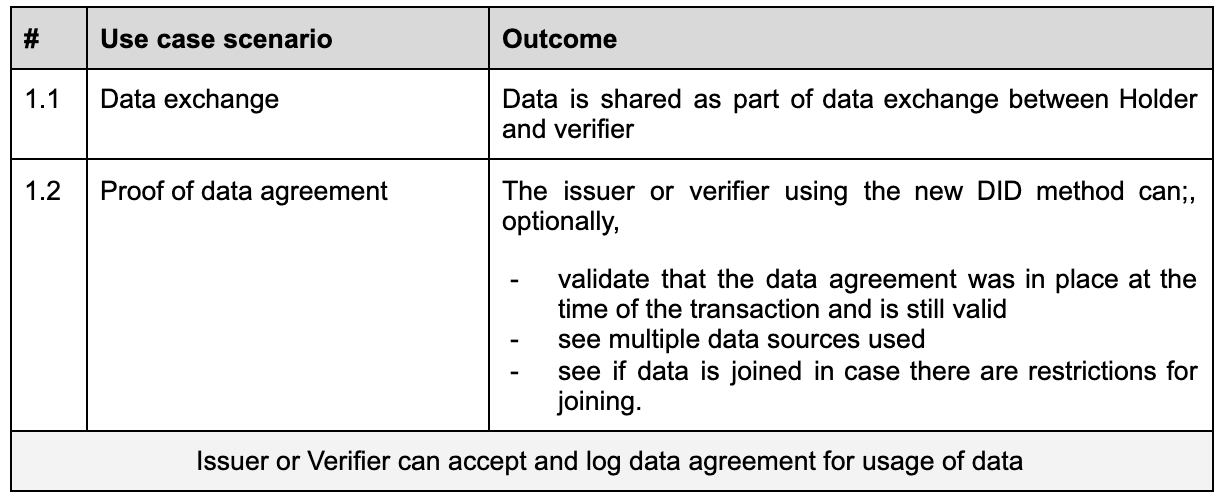 # Use case scenario Outcome
1.1 Data exchange Data is shared as part of data exchange between Holder
and verifier
1.2 Proof of data agreement The issuer or verifier using the new DID method can;,
optionally,
- validate that the data agreement was in place at the
time of the transaction and is still valid
- see multiple data sources used
- see if data is joined in case there are restrictions for
joining.
Issuer or Verifier can accept and log data agreement for usage of data